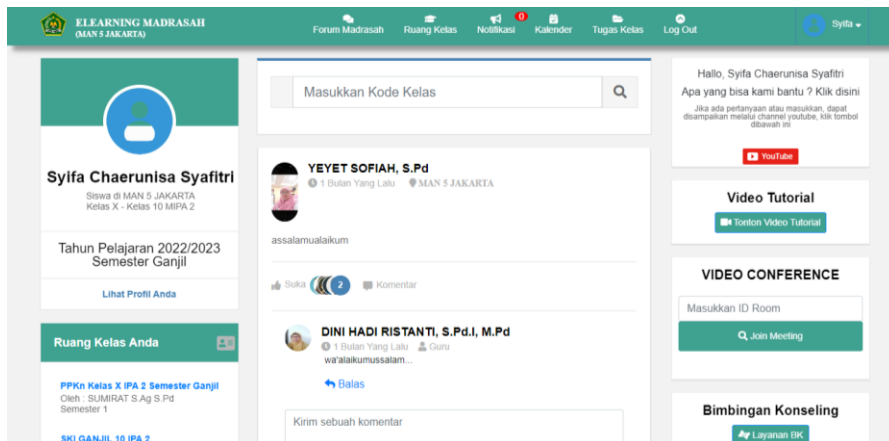 ELEARNING MADRASAH
(MAN 5 JAKARTA)
Forum Madrasah
Ruang Kelas
0
Notifikasi
Kalender
Tugas Kelas
Log Out
Syifa
Syifa Chaerunisa Syafitri
Siswa di MAN 5 JAKARTA
Kelas X - Kelas 10 MIPA 2
Tahun Pelajaran 2022/2023
Semester Ganjil
Lihat Profil Anda
Ruang Kelas Anda
PPKn Kelas X IPA 2 Semester Ganjil
Oleh : SUMIRAT S.Ag S.Pd
Semester 1
SKI GANJIL 10 IPA 2
Masukkan Kode Kelas
YEYET SOFIAH, S.Pd
1 Bulan Yang Lalu MAN 5 JAKARTA
assalamualaikum
Suka 2 Komentar
DINI HADI RISTANTI, S.Pd.I, M.Pd
1 Bulan Yang Lalu Guru
wa'alaikumussalam...
Balas
Kirim sebuah komentar
Hallo, Syifa Chaerunisa Syafitri
Apa yang bisa kami bantu ? Klik disini
Jika ada pertanyaan atau masukkan, dapat
disampaikan melalui channel youtube, klik tombol
dibawah ini
YouTube
Video Tutorial
Tonton Video Tutorial
VIDEO CONFERENCE
Masukkan ID Room
Join Meeting
Bimbingan Konseling
Layanan BK